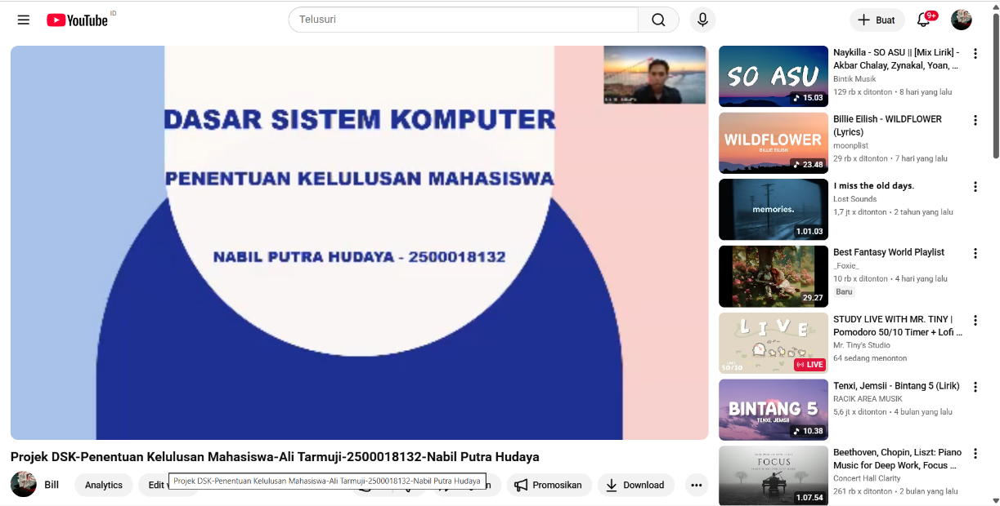 YouTube ID
Telusuri
Buat
9+
DASAR SISTEM KOMPUTER
PENENTUAN KELULUSAN MAHASISWA
NABIL PUTRA HUDAYA - 2500018132
Projek DSK-Penentuan Kelulusan Mahasiswa-Ali Tarmuji-2500018132-Nabil Putra Hudaya
Bill
Analytics
Edit
Projek DSK-Penentuan Kelulusan Mahasiswa-Ali Tarmuji-2500018132-Nabil Putra Hudaya
Promosikan
Download
SO ASU
15.03
Naykilla - SO ASU || [Mix Lirik] -
Akbar Chalay, Zynakal, Yoan, ...
Bintik Musik
129 rb x ditonton • 8 hari yang lalu
WILDFLOWER
BILLIE EILISH
23.48
Billie Eilish - WILDFLOWER
(Lyrics)
moonplist
29 rb x ditonton • 7 hari yang lalu
memories.
1.01.03
I miss the old days.
Lost Sounds
1,7 jt x ditonton • 2 tahun yang lalu
29.27
Best Fantasy World Playlist
_Foxie_
10 rb x ditonton • 4 hari yang lalu
Baru
LIVE
50/10
LIVE
STUDY LIVE WITH MR. TINY |
Pomodoro 50/10 Timer + Lofi ...
Mr. Tiny's Studio
64 sedang menonton
BINTANG 5
TENXI, JEMSII
10.38
Tenxi, Jemsii - Bintang 5 (Lirik)
RACIK AREA MUSIK
5,6 jt x ditonton • 4 bulan yang lalu
FOCUS
1.07.54
Beethoven, Chopin, Liszt: Piano
Music for Deep Work, Focus ...
Concert Hall Clarity
261 rb x ditonton • 2 bulan yang lalu